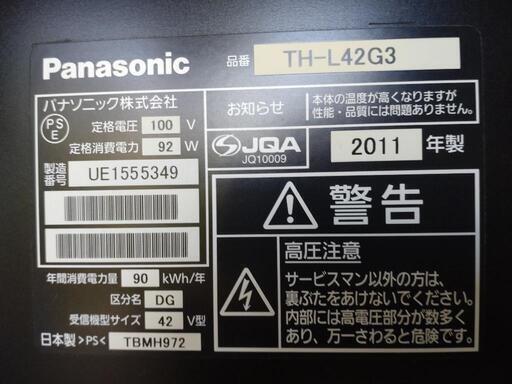 Panasonic
品番 TH-L42G3
パナソニック株式会社
PS
E
定格電圧 100 V
定格消費電力 92 W
製造
番号 UE1555349
お知らせ
本体の温度が高くなりますが
性能・品質には問題ありません。
JQA
JQ10009
2011 年製
警告
高圧注意
サービスマン以外の方は、
裏ぶたをあけないでください。
内部には高電圧部分が数多く
あり、万一さわると危険です。
年間消費電力量 90 kWh/年
区分名 DG
受信機型サイズ 42 V型
日本製 >PS< TBMH972